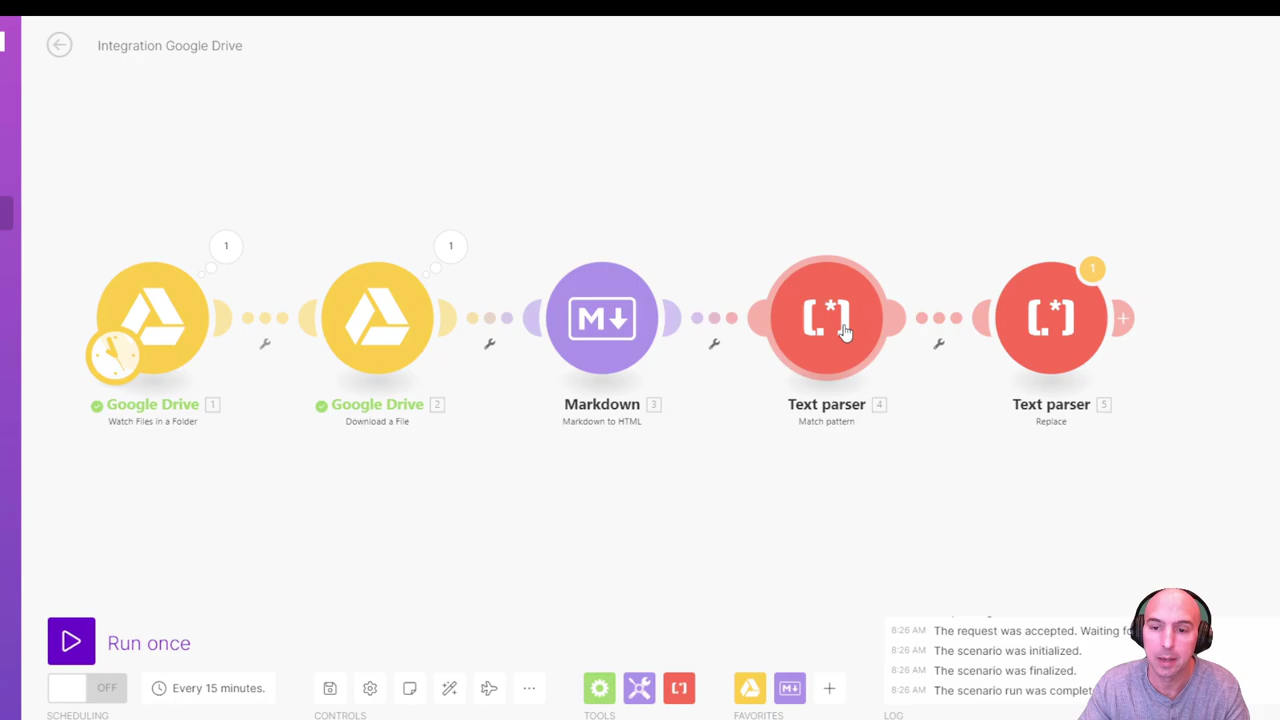 Integration Google Drive
1
1
1
M
[.*]
[.*]
Google Drive 1
Google Drive 2
Markdown 3
Text parser 4
Text parser 5
Watch Files in a Folder
Download a File
Markdown to HTML
Match pattern
Replace
Run once
8:26 AM The request was accepted. Waiting
8:26 AM The scenario was initialized.
8:26 AM The scenario was finalized.
8:26 AM The scenario run was
OFF
Every 15 minutes.
SCHEDULING
CONTROLS
TOOLS
FAVORITES
LOG